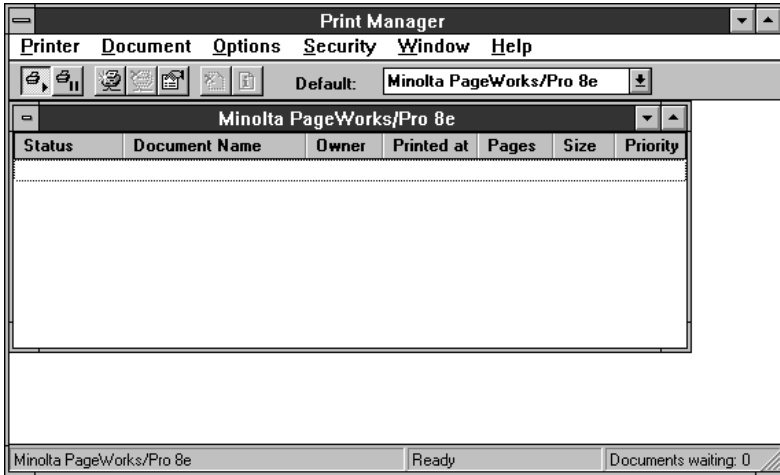 Print Manager
Printer Document Options Security Window Help
Default: Minolta PageWorks/Pro 8e
Minolta PageWorks/Pro 8e
Status Document Name Owner Printed at Pages Size Priority
Minolta PageWorks/Pro 8e Ready Documents waiting: 0